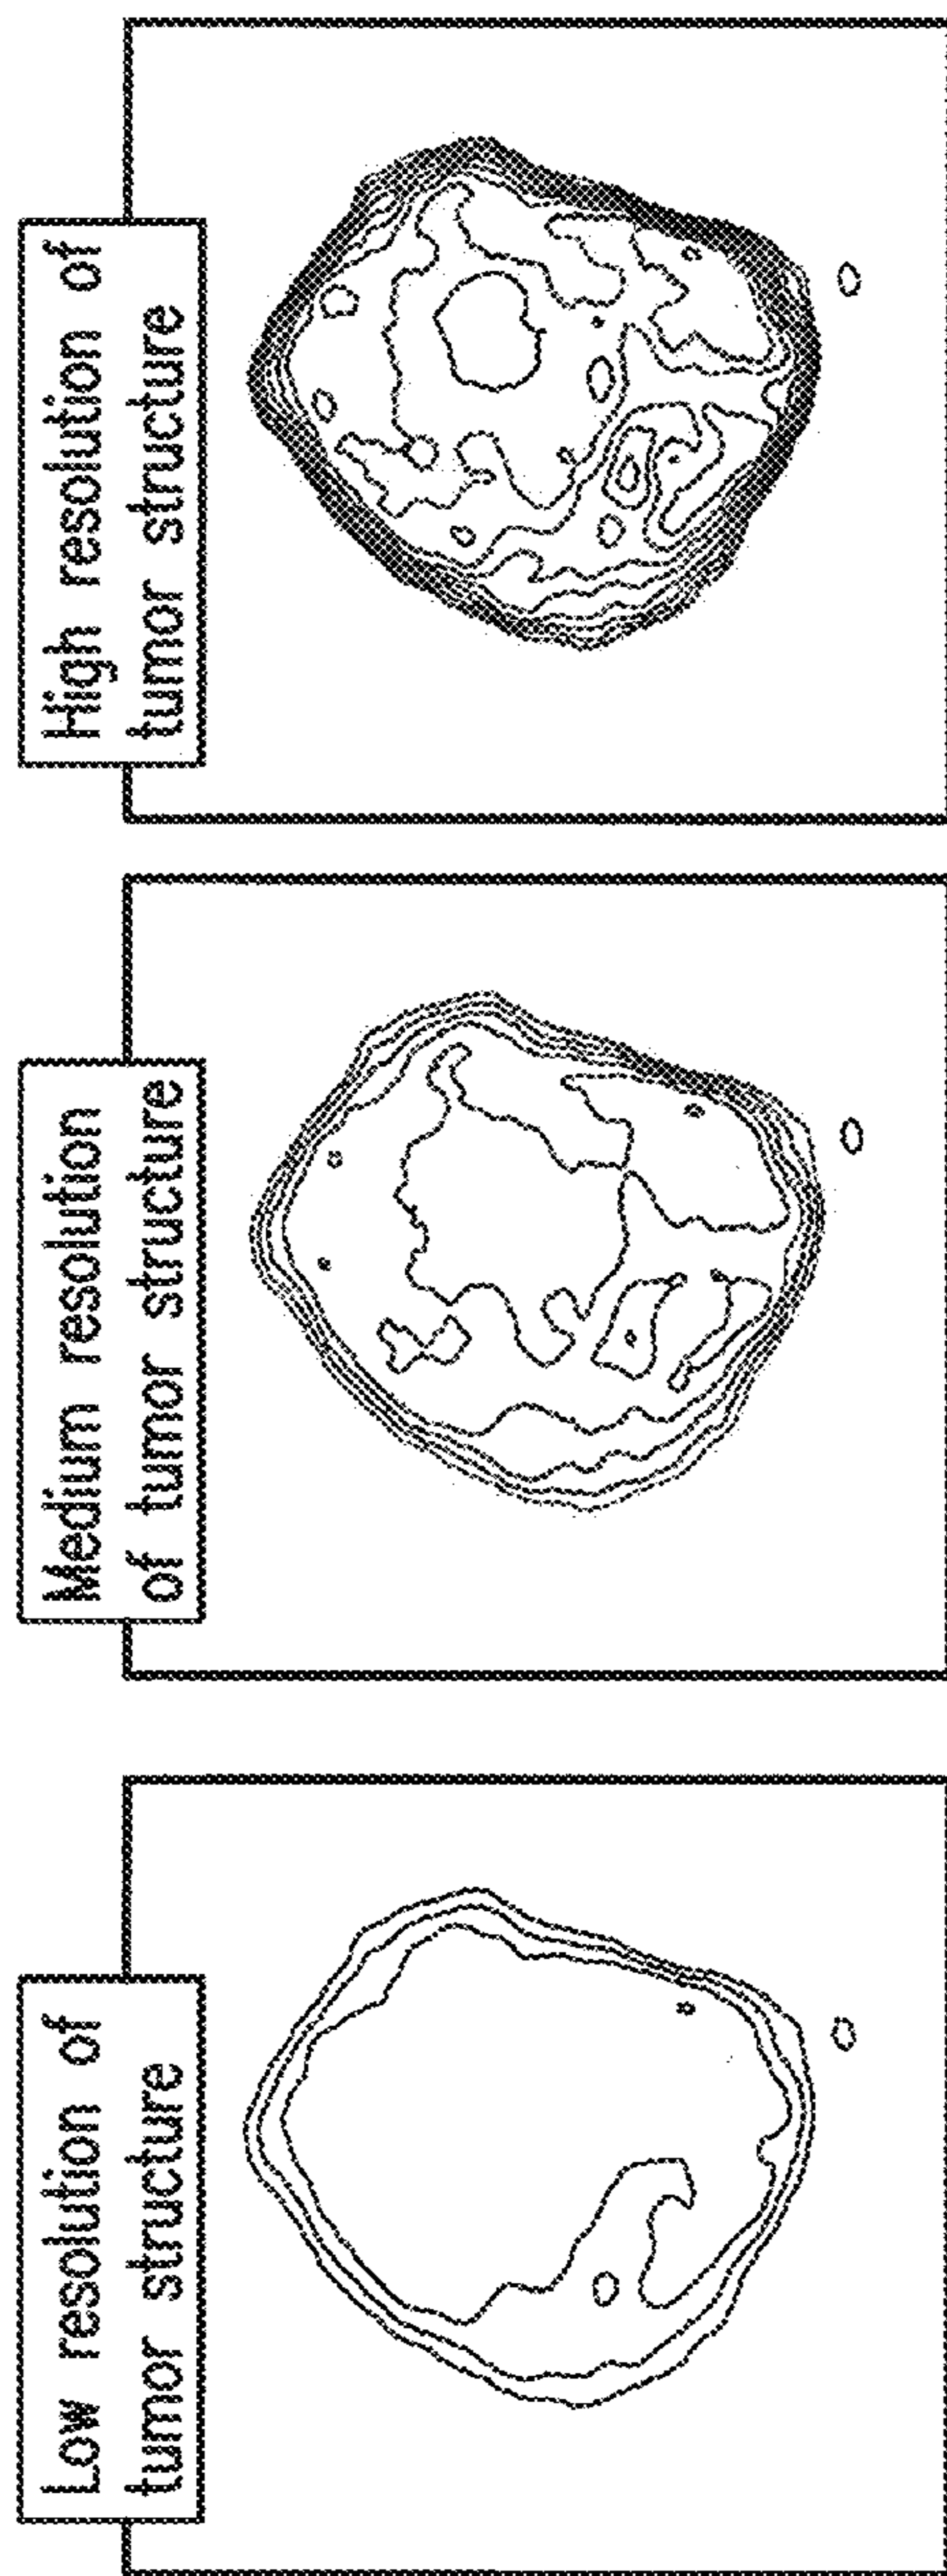 Low resolution of
tumor structure
Medium resolution
of tumor structure
High resolution of
tumor structure